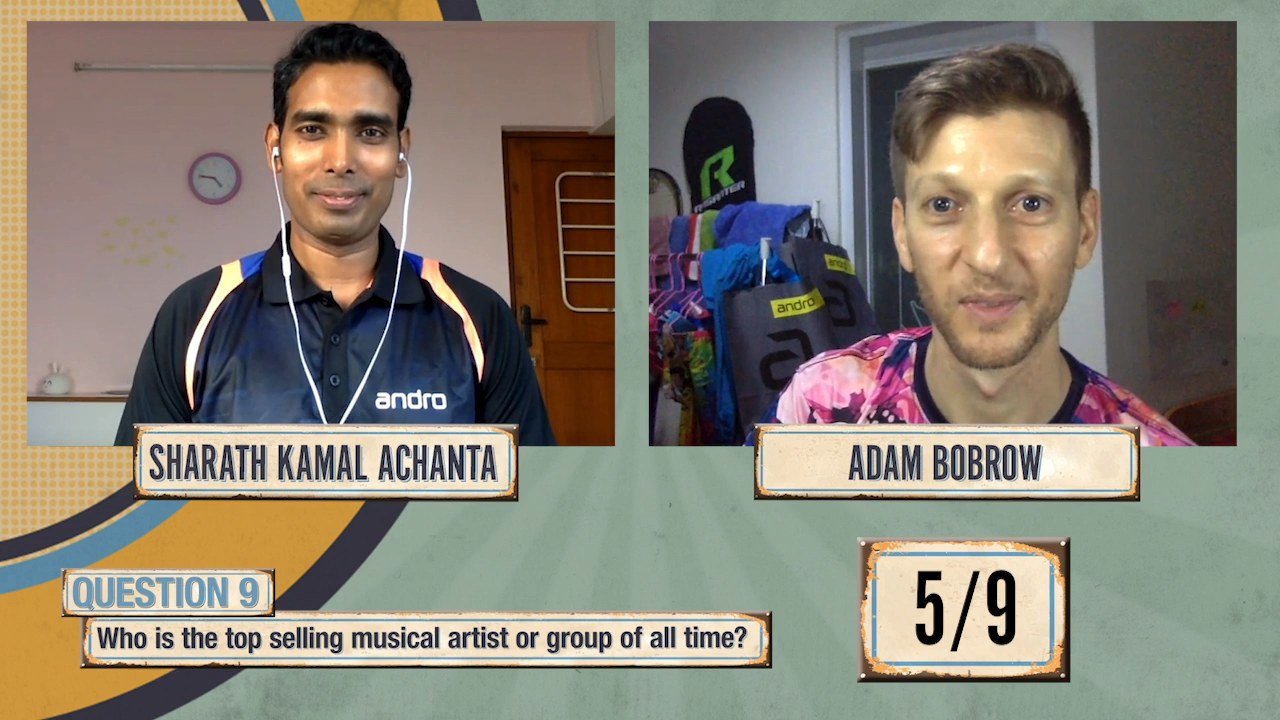 R
andro
andro
andro
SHARATH KAMAL ACHANTA
ADAM BOBROW
QUESTION 9
Who is the top selling musical artist or group of all time?
5/9